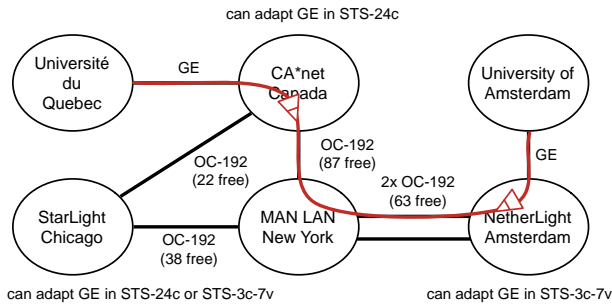 can adapt GE in STS-24c
Université
du
Quebec
GE
CA*net
Canada
University of
Amsterdam
OC-192
(22 free)
OC-192
(87 free)
GE
2x OC-192
(63 free)
StarLight
Chicago
OC-192
(38 free)
MAN LAN
New York
NetherLight
Amsterdam
can adapt GE in STS-24c or STS-3c-7v
can adapt GE in STS-3c-7v